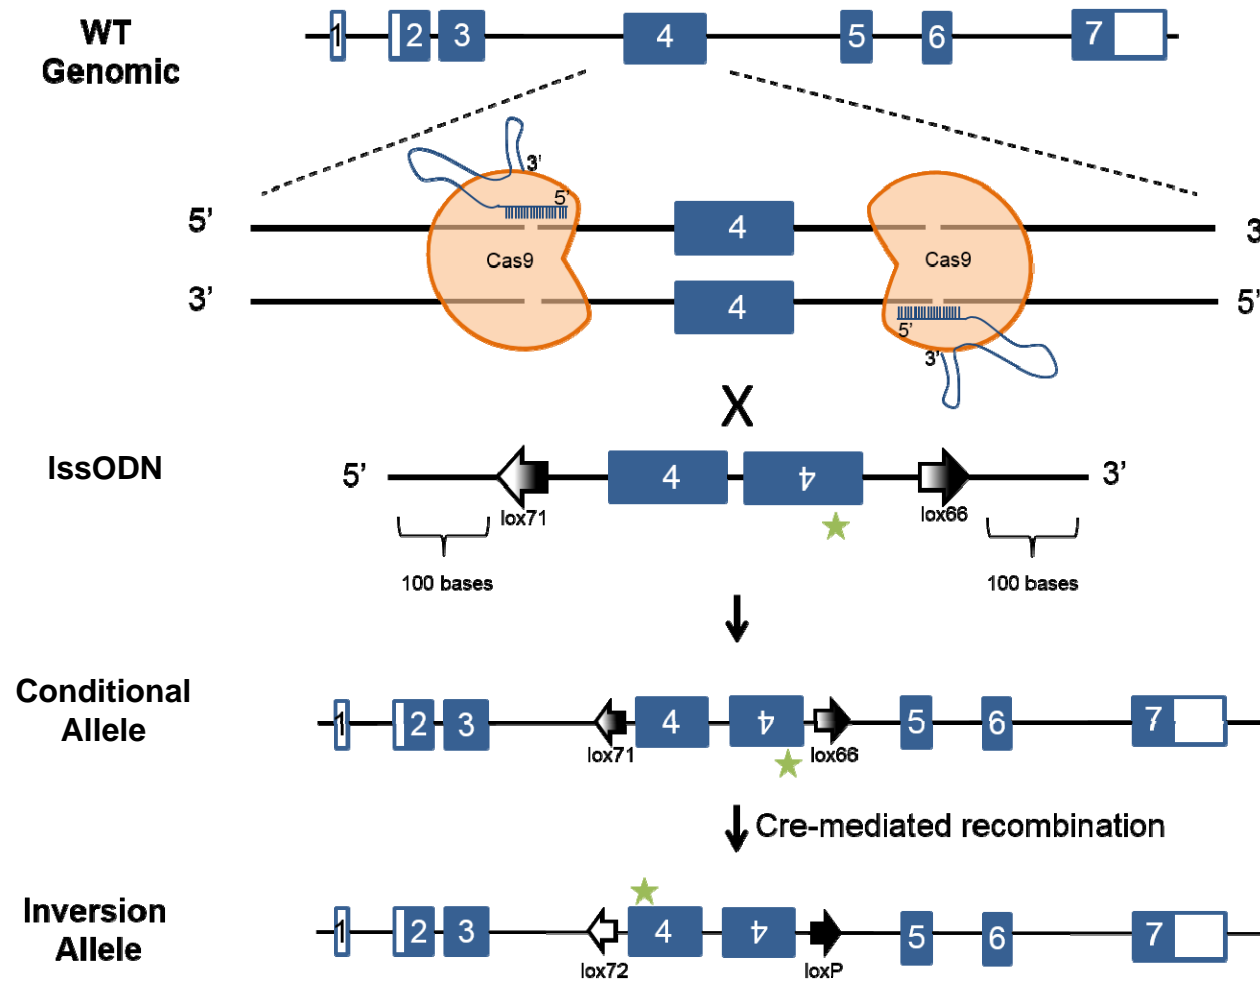 WT
Genomic
1 2 3 4 5 6 7
3'
5'
5' 4 3
Cas9 Cas9
3' 4 5'
5'
3'
X
lssODN 5' 4 4 3'
lox71 lox66
100 bases 100 bases
Conditional
Allele
1 2 3 4 4 5 6 7
lox71 lox66
Cre-mediated recombination
Inversion
Allele
1 2 3 4 4 5 6 7
lox72 loxP